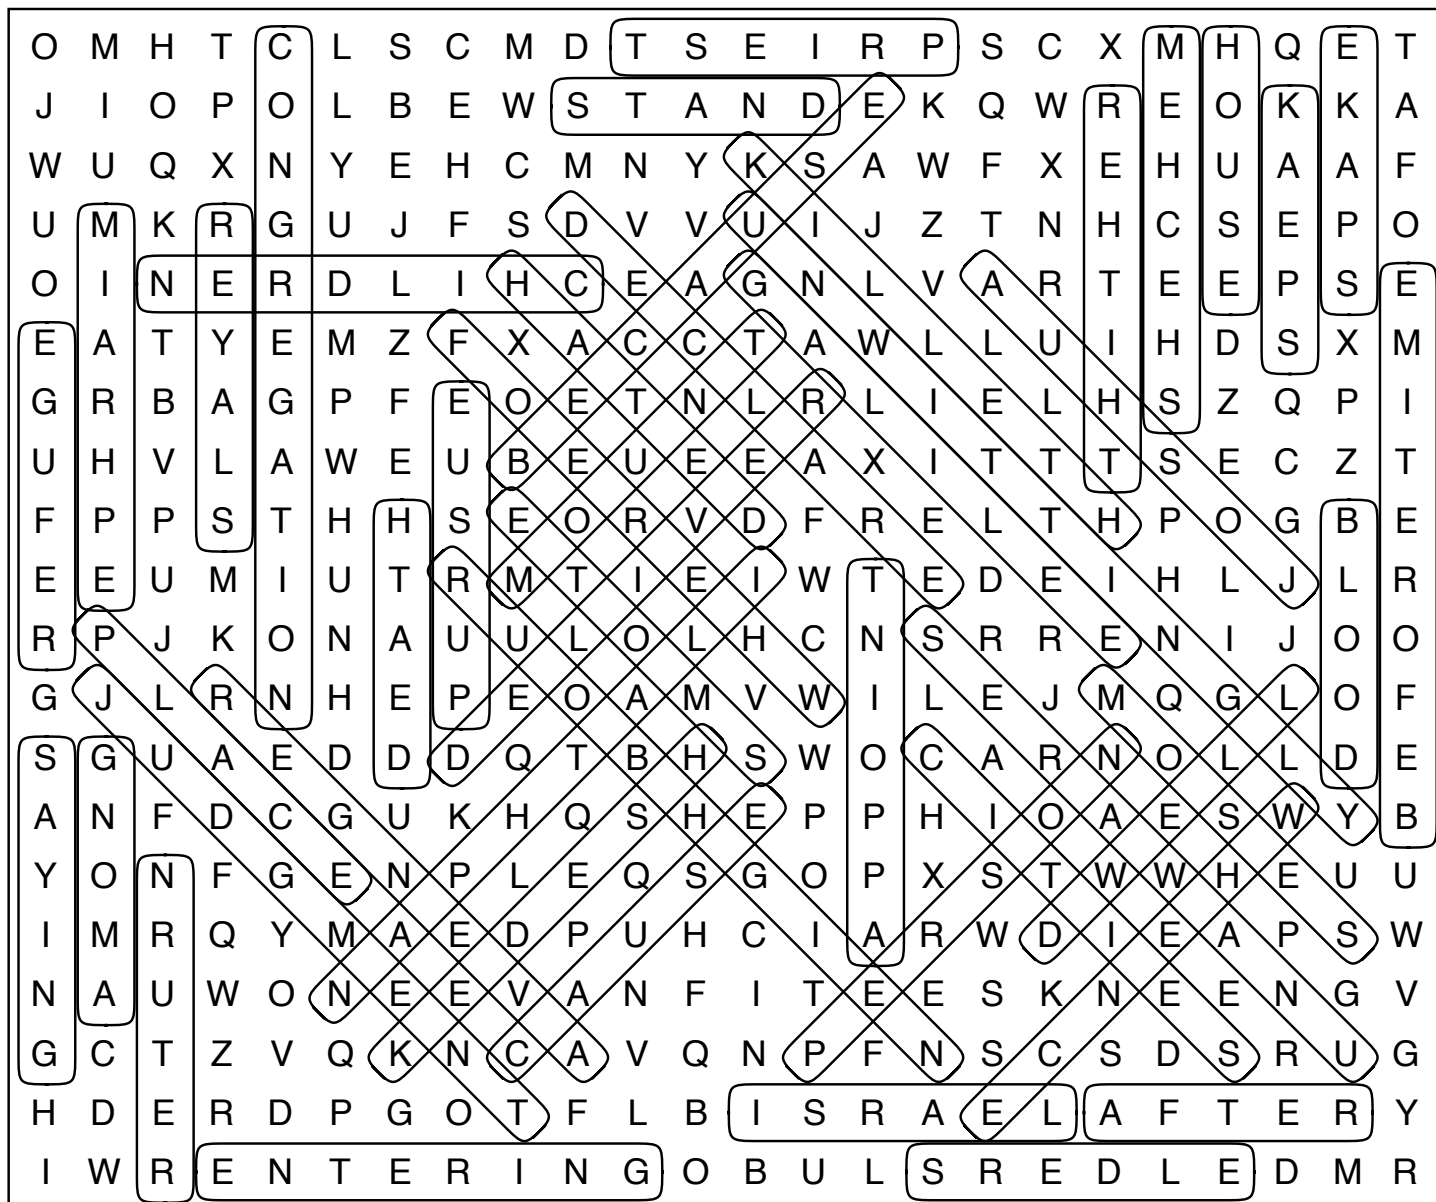 O M H T C L S C M D T S E I R P S C X M H Q E T
J I O P O L B E W S T A N D E K Q W R E O K K A
W U Q X N Y E H C M N Y K S A W F X E H U A A F
U M K R G U J F S D V V U I J Z T N H C S E P O
O I N E R D L I H C E A G N L V A R T E E P S E
E A T Y E M Z F X A C C T A W L L U I H D S X M
G R B A G P F E O E T N L R L I E L H S Z Q P I
U H V L A W E U B E U E E A X I T T T S E C Z T
F P P S T H H S E O R V D F R E L T H P O G B E
E E U M I U T R M T I E I W T E D E I H L J L R
R P J K O N A U U L O L H C N S R R E N I J O O
G J L R N H E P E O A M V W I L E J M Q G L O F
S G U A E D D D Q T B H S W O C A R N O L L D E
A N F D C G U K H Q S H E P P H I O A E S W Y B
Y O N F G E N P L E Q S G O P X S T W W H E U U
I M R Q Y M A E D P U H C I A R W D I E A P S W
N A U W O N E E V A N F I T E E S K N E E N G V
G C T Z V Q K N C A V Q N P F N S C S D S R U G
H D E R D P G O T F L B I S R A E L A F T E R Y
I W R E N T E R I N G O B U L S R E D L E D M R